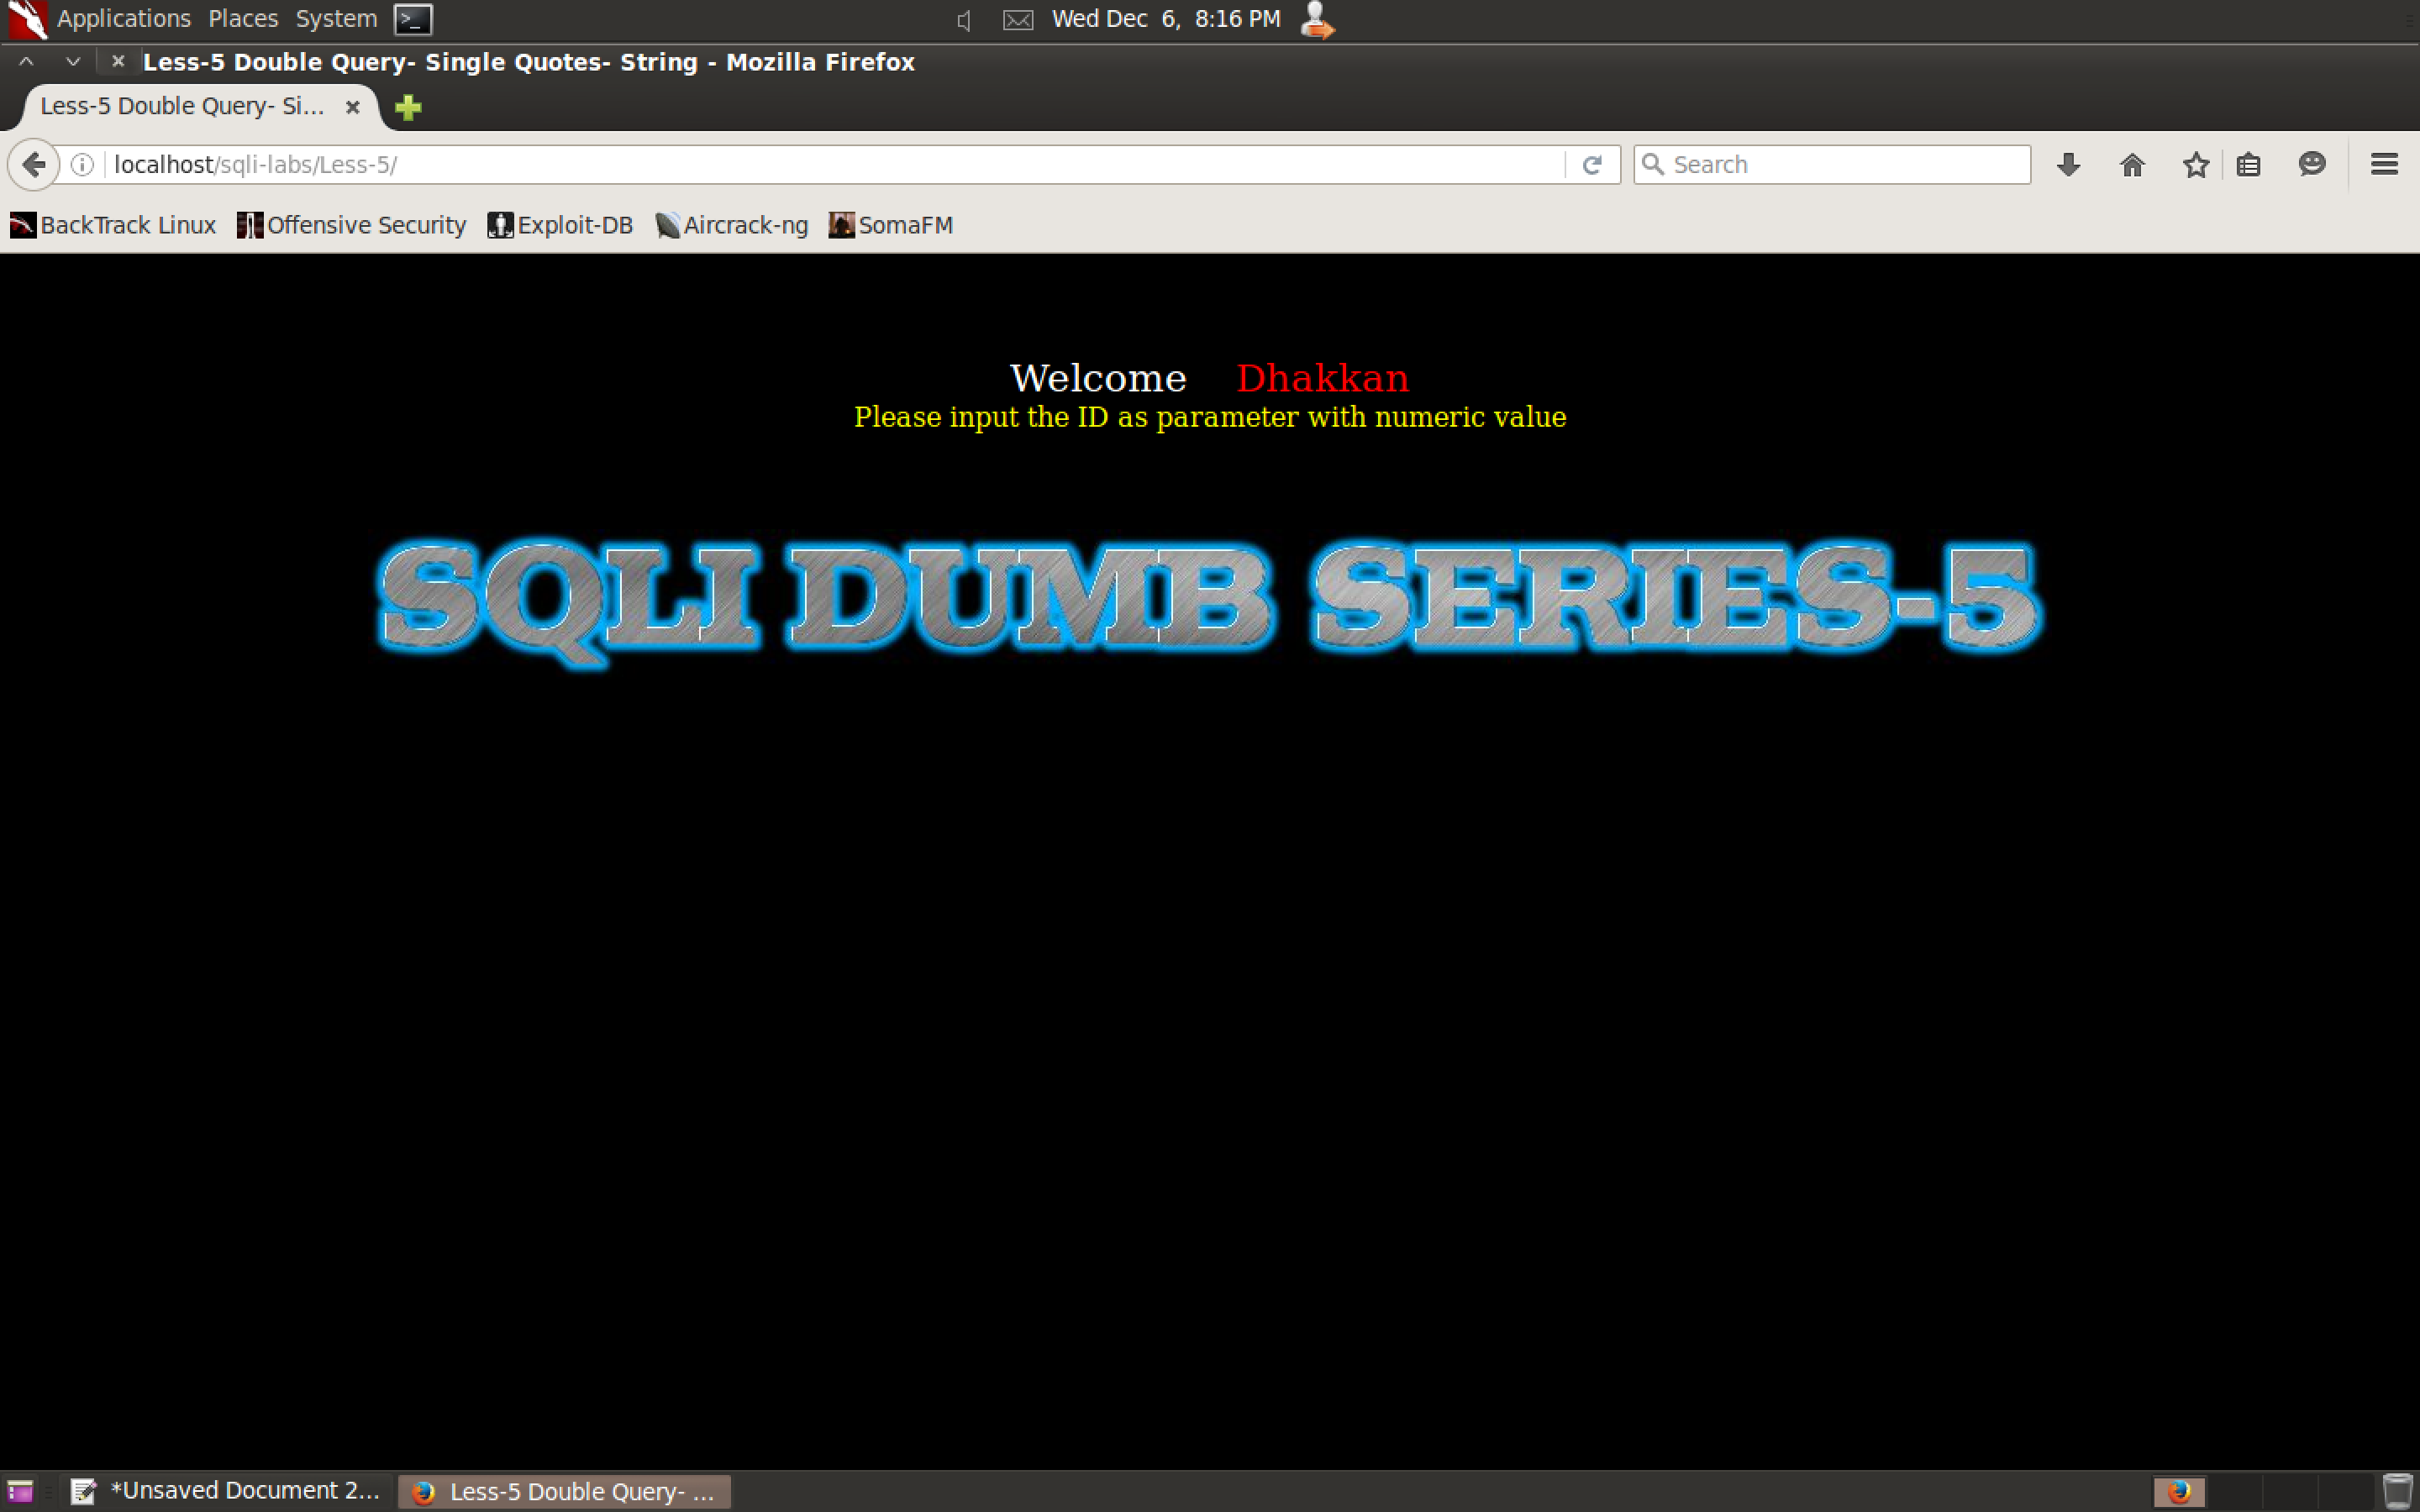 Applications Places System Wed Dec 6, 8:16 PM
Less-5 Double Query- Single Quotes- String - Mozilla Firefox
Less-5 Double Query- Si...
localhost/sqli-labs/Less-5/ Search
BackTrack Linux Offensive Security Exploit-DB Aircrack-ng SomaFM
Welcome Dhakkan
Please input the ID as parameter with numeric value
SQLI DUMB SERIES-5
*Unsaved Document 2... Less-5 Double Query- ...